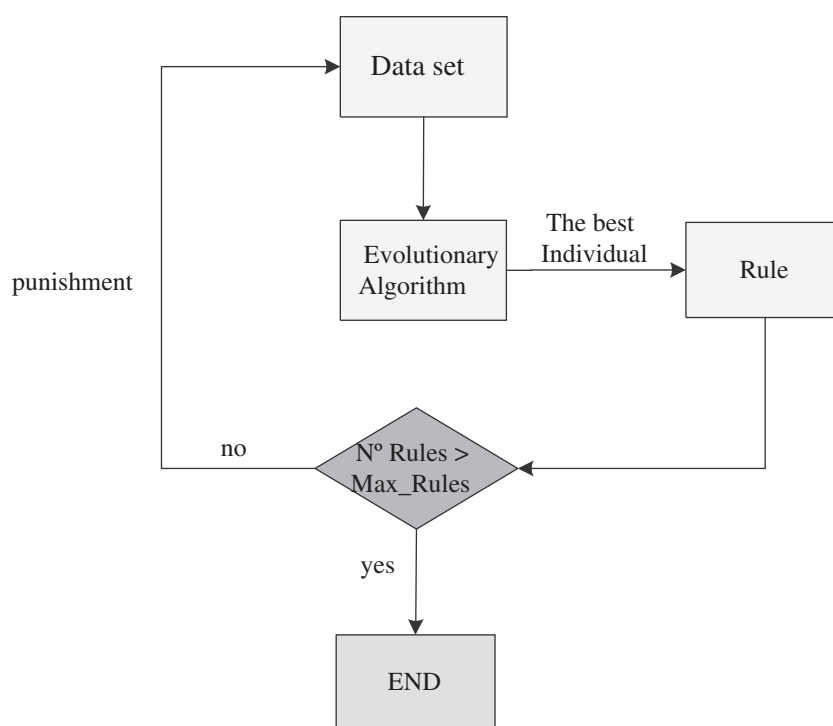 Data set
The best
Individual
Evolutionary
Algorithm
Rule
punishment
no
Nº Rules >
Max_Rules
yes
END